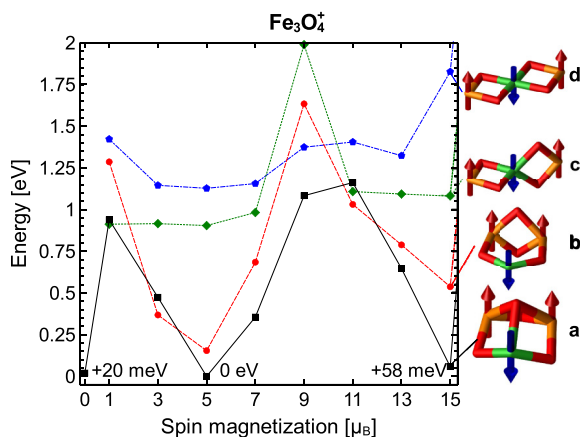 Fe₃O₄⁺
2
1.75
1.5
1.25
1
0.75
0.5
0.25
0
Energy [eV]
+20 meV
0 eV
+58 meV
0 1 3 5 7 9 11 13 15
Spin magnetization [μ_B]
d
c
b
a